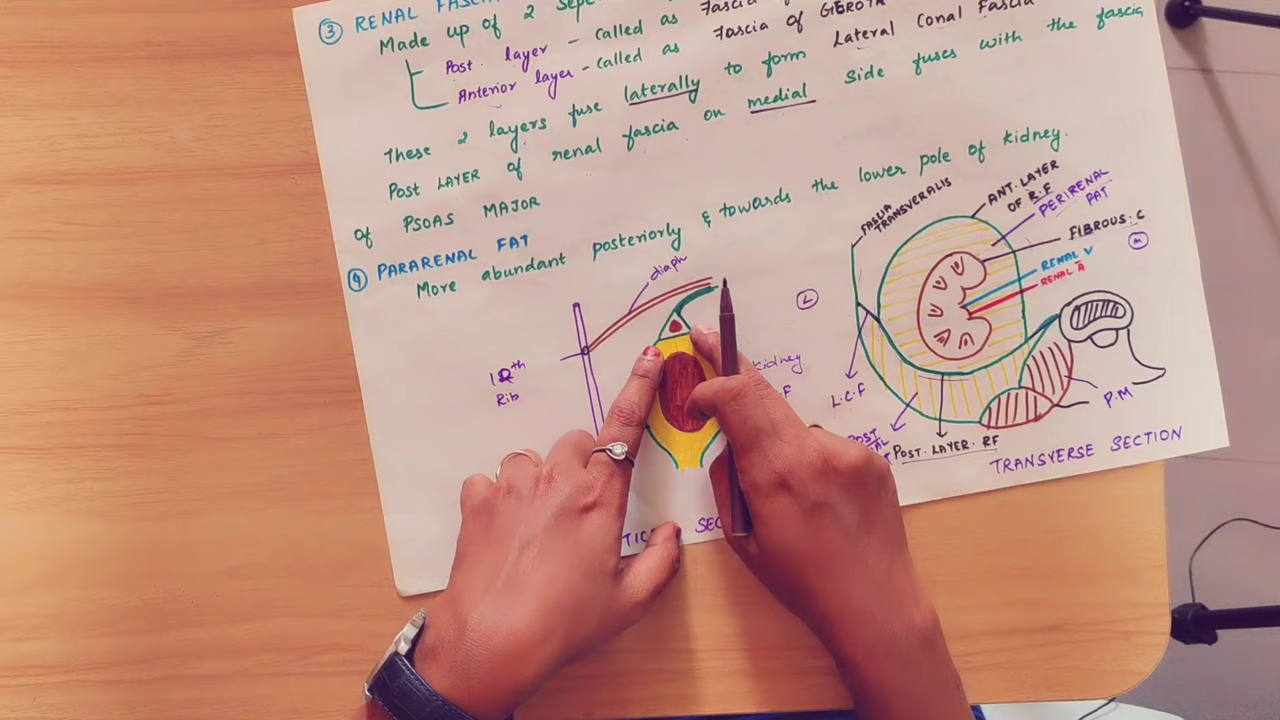 ③ RENAL
Made up of 2
Post. layer - called as Fascia
Anterior layer - called as Fascia of GEROTA
These 2 layers fuse laterally to form Lateral Conal Fascia
Post LAYER of renal fascia on medial side fuses with the fascia
of PSOAS MAJOR
④ PARARENAL FAT
More abundant posteriorly & towards the lower pole of kidney.
diaph
12th
Rib
kidney.
F
SEC
L
M
FASCIA
TRANSVERALIS
ANT. LAYER
OF R.F
PERIRENAL
FAT
FIBROUS. C
RENAL V
RENAL A
L.C.F
POST. LAYER. RF
P.M
TRANSVERSE SECTION